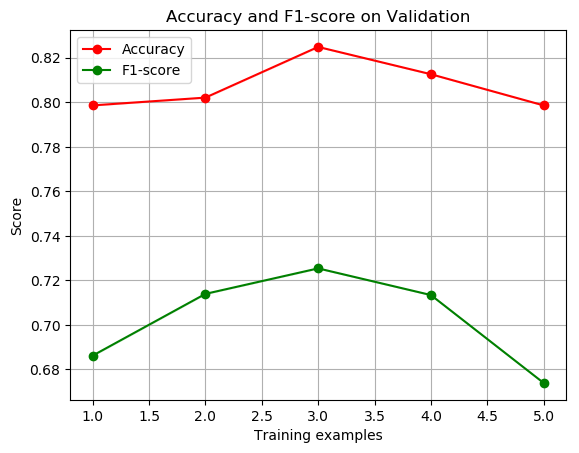 Accuracy and F1-score on Validation
Accuracy
F1-score
0.82
0.80
0.78
0.76
0.74
0.72
0.70
0.68
Score
1.0 1.5 2.0 2.5 3.0 3.5 4.0 4.5 5.0
Training examples